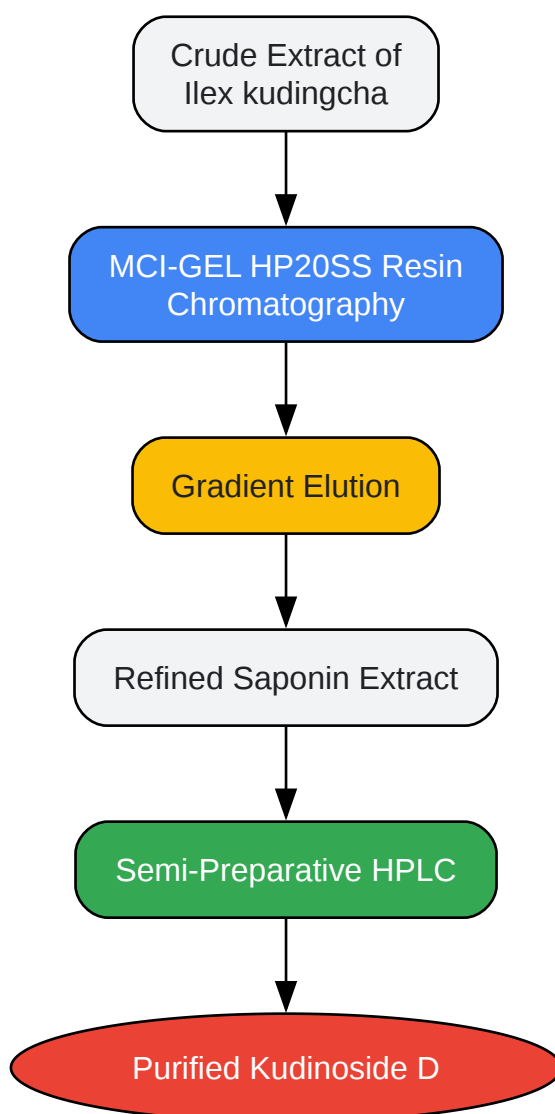 Crude Extract of
Ilex kudingcha
MCI-GEL HP20SS Resin
Chromatography
Gradient Elution
Refined Saponin Extract
Semi-Preparative HPLC
Purified Kudinoside D